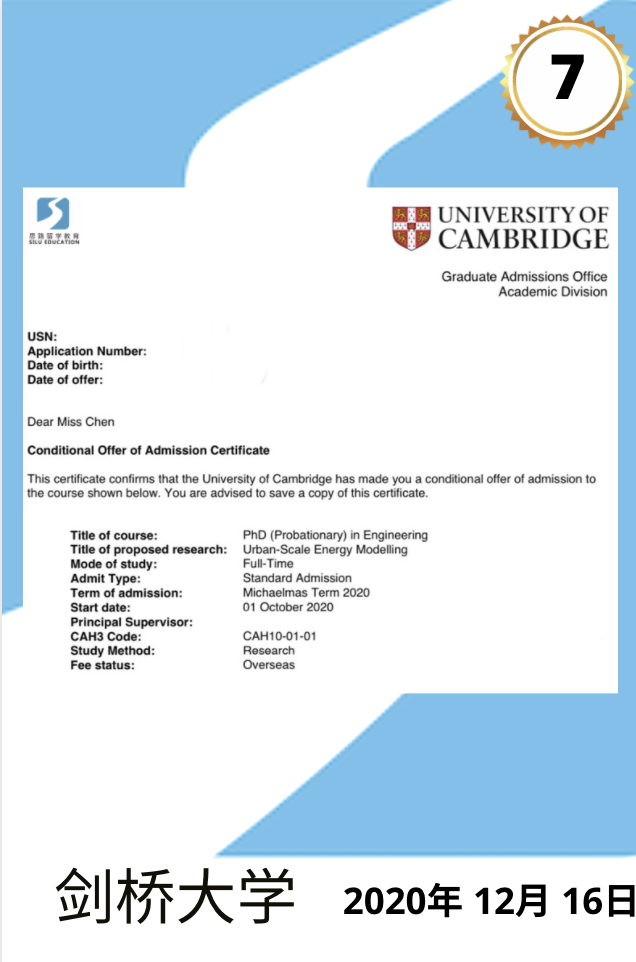 7
思路留学教育
SILU EDUCATION
UNIVERSITY OF
CAMBRIDGE
Graduate Admissions Office
Academic Division
USN:
Application Number:
Date of birth:
Date of offer:
Dear Miss Chen
Conditional Offer of Admission Certificate
This certificate confirms that the University of Cambridge has made you a conditional offer of admission to
the course shown below. You are advised to save a copy of this certificate.
Title of course: PhD (Probationary) in Engineering
Title of proposed research: Urban-Scale Energy Modelling
Mode of study: Full-Time
Admit Type: Standard Admission
Term of admission: Michaelmas Term 2020
Start date: 01 October 2020
Principal Supervisor:
CAH3 Code: CAH10-01-01
Study Method: Research
Fee status: Overseas
剑桥大学 2020年 12月 16日